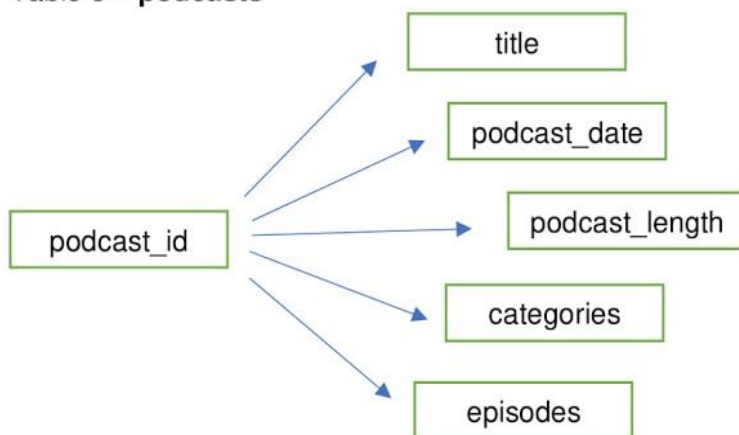 title
podcast_date
podcast_length
podcast_id
categories
episodes